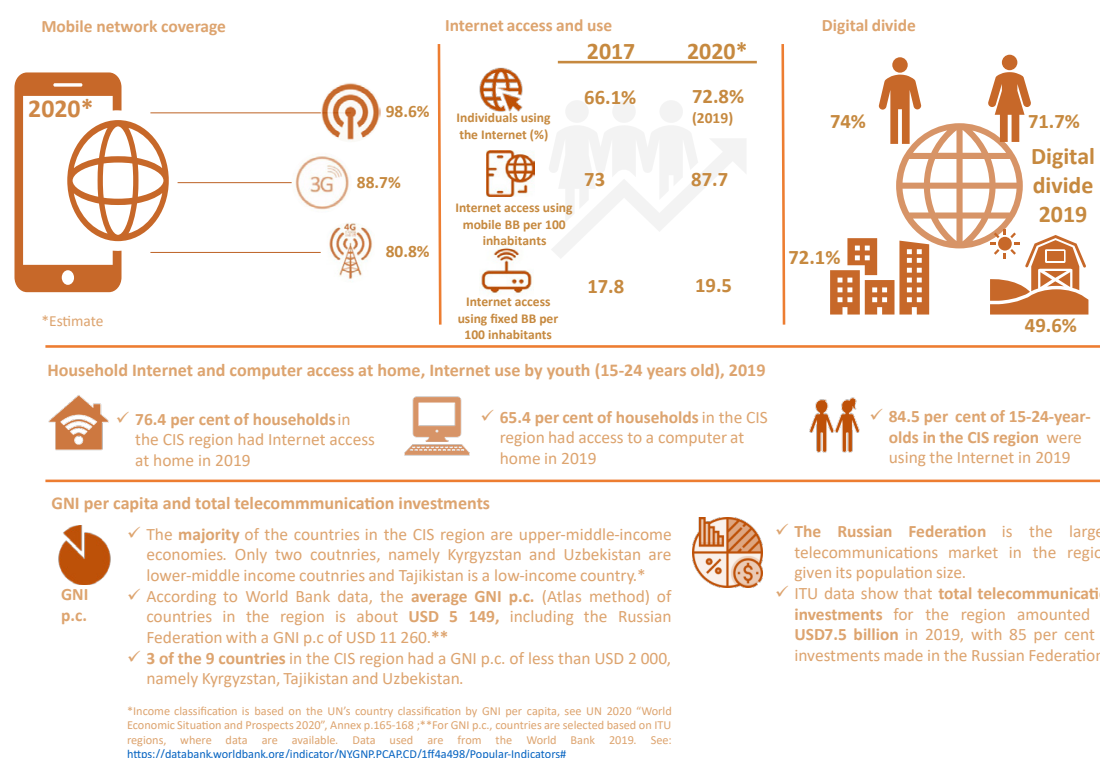 Mobile network coverage
2020*
98.6%
3G
88.7%
4G
80.8%
*Estimate
Internet access and use
2017
2020*
Individuals using
the Internet (%)
66.1%
72.8%
(2019)
Internet access using
mobile BB per 100
inhabitants
73
87.7
Internet access
using fixed BB per
100 inhabitants
17.8
19.5
Digital divide
74%
71.7%
Digital
divide
2019
72.1%
49.6%
Household Internet and computer access at home, Internet use by youth (15-24 years old), 2019
✓ 76.4 per cent of households in
the CIS region had Internet access
at home in 2019
✓ 65.4 per cent of households in the CIS
region had access to a computer at
home in 2019
✓ 84.5 per cent of 15-24-year-
olds in the CIS region were
using the Internet in 2019
GNI per capita and total telecommmunication investments
GNI
p.c.
✓ The majority of the countries in the CIS region are upper-middle-income
economies. Only two coutnries, namely Kyrgyzstan and Uzbekistan are
lower-middle income coutnries and Tajikistan is a low-income country.*
✓ According to World Bank data, the average GNI p.c. (Atlas method) of
countries in the region is about USD 5 149, including the Russian
Federation with a GNI p.c of USD 11 260.**
✓ 3 of the 9 countries in the CIS region had a GNI p.c. of less than USD 2 000,
namely Kyrgyzstan, Tajikistan and Uzbekistan.
*Income classification is based on the UN's country classification by GNI per capita, see UN 2020 "World
Economic Situation and Prospects 2020", Annex p.165-168 ;**For GNI p.c., countries are selected based on ITU
regions, where data are available. Data used are from the World Bank 2019. See:
https://databank.worldbank.org/indicator/NYGNP.PCAP.CD/1ff4a498/Popular-Indicators#
%
$
✓ The Russian Federation is the large
telecommunications market in the regio
given its population size.
✓ ITU data show that total telecommunicati
investments for the region amounted
USD7.5 billion in 2019, with 85 per cent
investments made in the Russian Federation